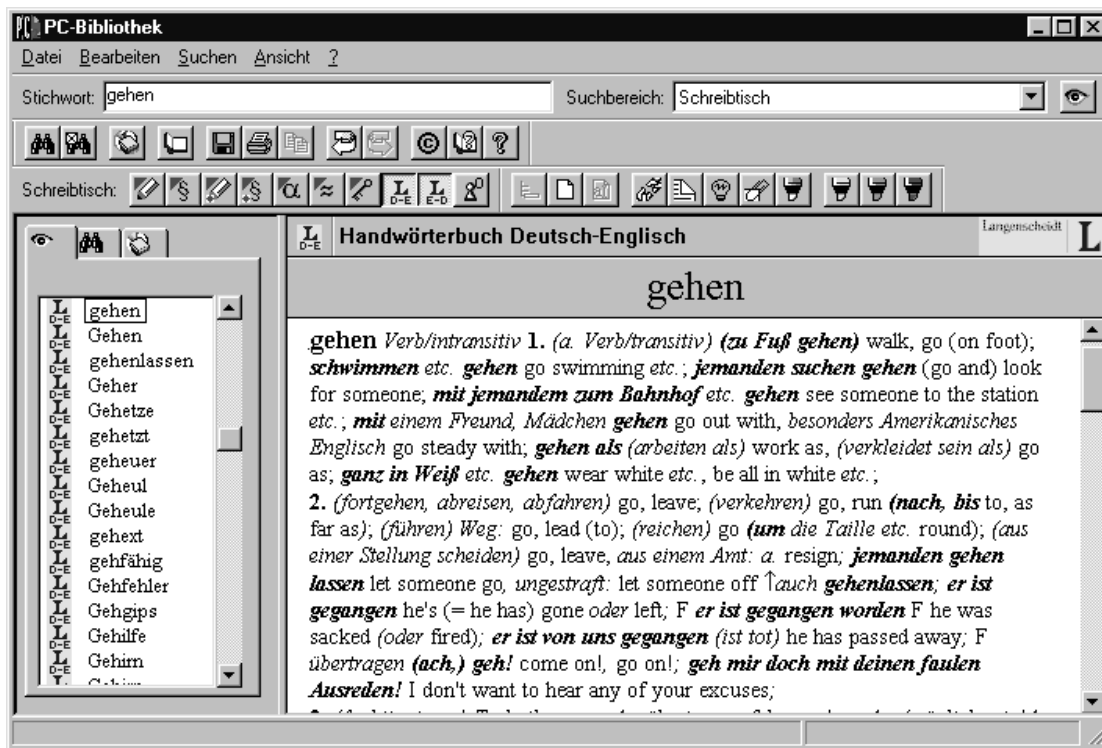 PC-Bibliothek
Datei Bearbeiten Suchen Ansicht ?
Stichwort: gehen Suchbereich: Schreibtisch
Schreibtisch:
L D-E Handwörterbuch Deutsch-Englisch Langenscheidt L
gehen
gehen
Gehen
gehenlassen
Geher
Gehetze
gehetzt
geheuer
Geheul
Geheule
gehext
gehfähig
Gehfehler
Gehgips
Gehilfe
Gehirn
gehen Verb/intransitiv 1. (a. Verb/transitiv) (zu Fuß gehen) walk, go (on foot);
schwimmen etc. gehen go swimming etc.; jemanden suchen gehen (go and) look
for someone; mit jemandem zum Bahnhof etc. gehen see someone to the station
etc.; mit einem Freund, Mädchen gehen go out with, besonders Amerikanisches
Englisch go steady with; gehen als (arbeiten als) work as, (verkleidet sein als) go
as; ganz in Weiß etc. gehen wear white etc., be all in white etc.;
2. (fortgehen, abreisen, abfahren) go, leave; (verkehren) go, run (nach, bis to, as
far as); (führen) Weg: go, lead (to); (reichen) go (um die Taille etc. round); (aus
einer Stellung scheiden) go, leave, aus einem Amt: a. resign; jemanden gehen
lassen let someone go, ungestraft: let someone off ↑auch gehenlassen; er ist
gegangen he's (= he has) gone oder left; F er ist gegangen worden F he was
sacked (oder fired); er ist von uns gegangen (ist tot) he has passed away; F
übertragen (ach,) geh! come on!, go on!; geh mir doch mit deinen faulen
Ausreden! I don't want to hear any of your excuses;